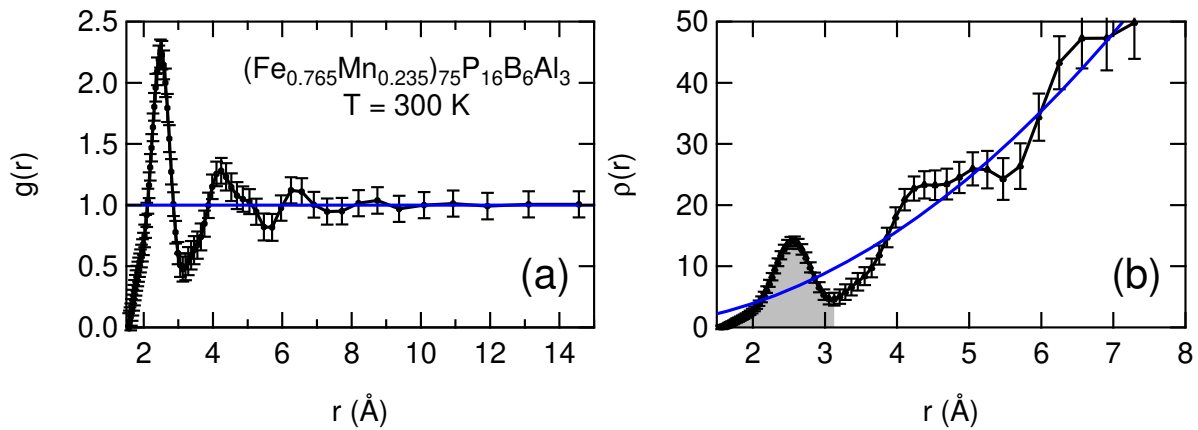 2.5
2.0
1.5
1.0
0.5
0.0
g(r)
(Fe0.765Mn0.235)75P16B6Al3
T = 300 K
(a)
2 4 6 8 10 12 14
r (Å)
50
40
30
20
10
0
ρ(r)
(b)
2 3 4 5 6 7 8
r (Å)